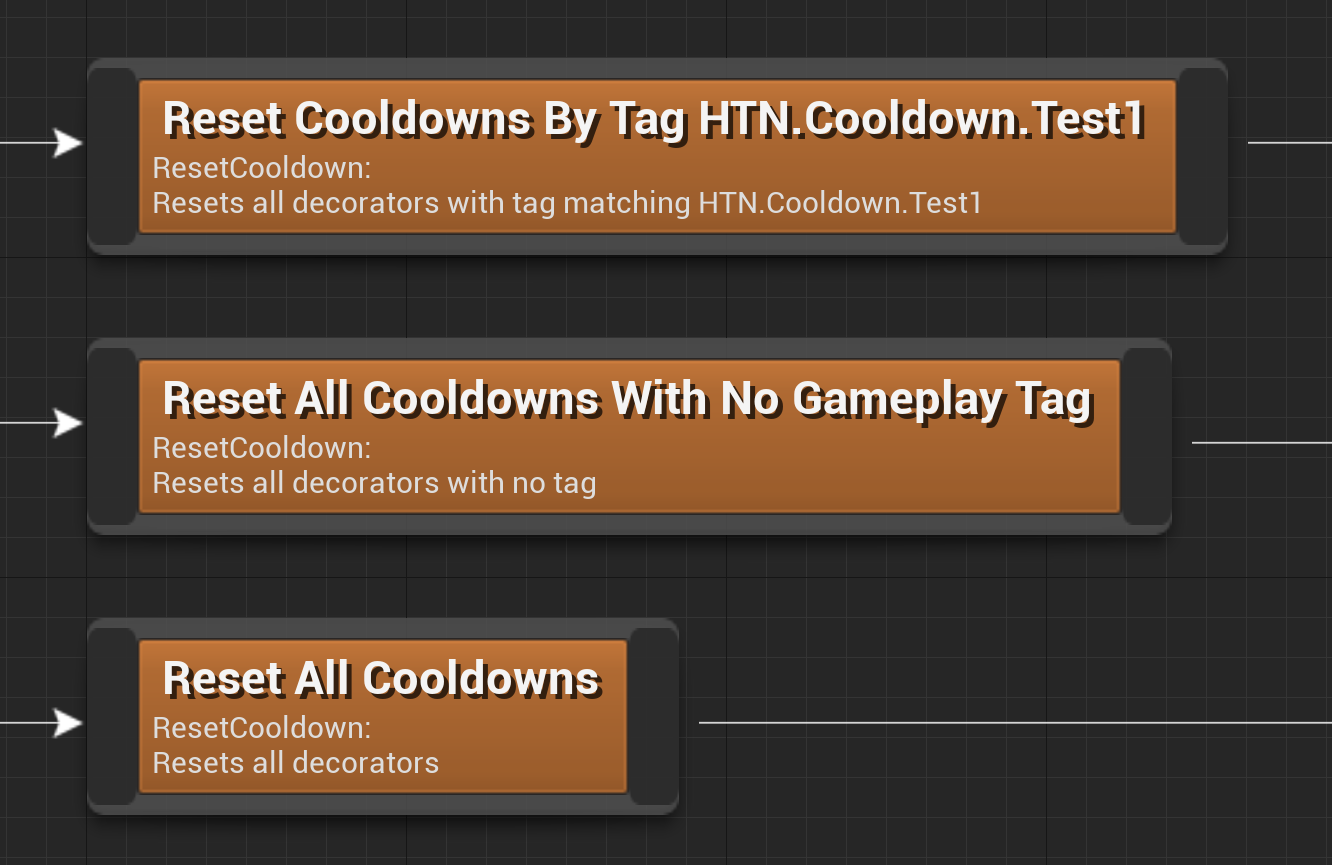 Reset Cooldowns By Tag HTN.Cooldown.Test1
ResetCooldown:
Resets all decorators with tag matching HTN.Cooldown.Test1
Reset All Cooldowns With No Gameplay Tag
ResetCooldown:
Resets all decorators with no tag
Reset All Cooldowns
ResetCooldown:
Resets all decorators